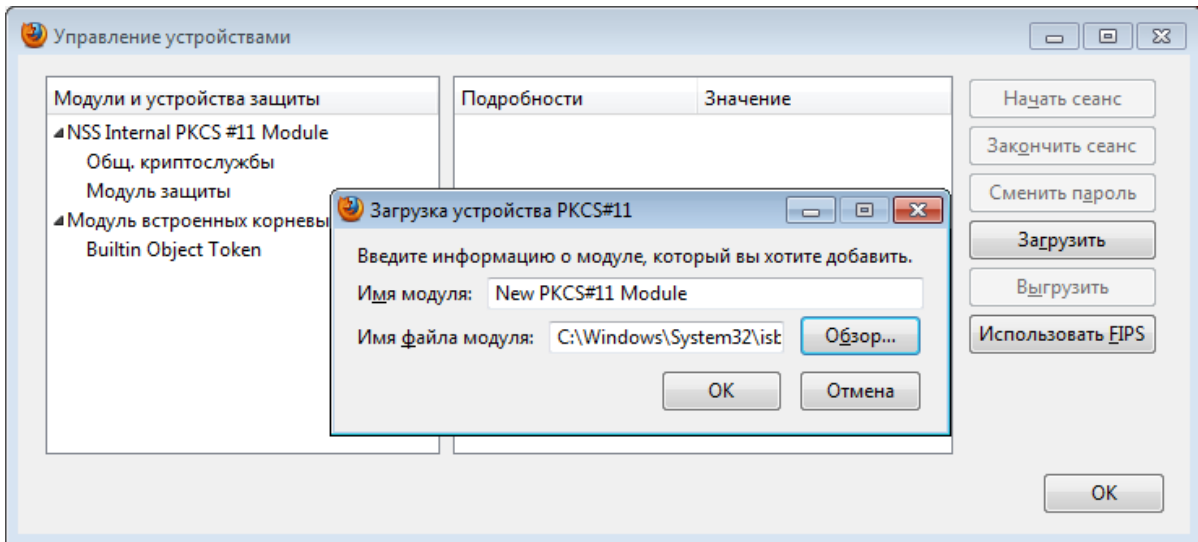 Управление устройствами
Модули и устройства защиты
NSS Internal PKCS #11 Module
Общ. криптослужбы
Модуль защиты
Модуль встроенных корневы
Builtin Object Token
Подробности Значение
Загрузка устройства PKCS#11
Введите информацию о модуле, который вы хотите добавить.
Имя модуля: New PKCS#11 Module
Имя файла модуля: C:\Windows\System32\isb Обзор...
OK Отмена
Начать сеанс
Закончить сеанс
Сменить пароль
Загрузить
Выгрузить
Использовать FIPS
OK